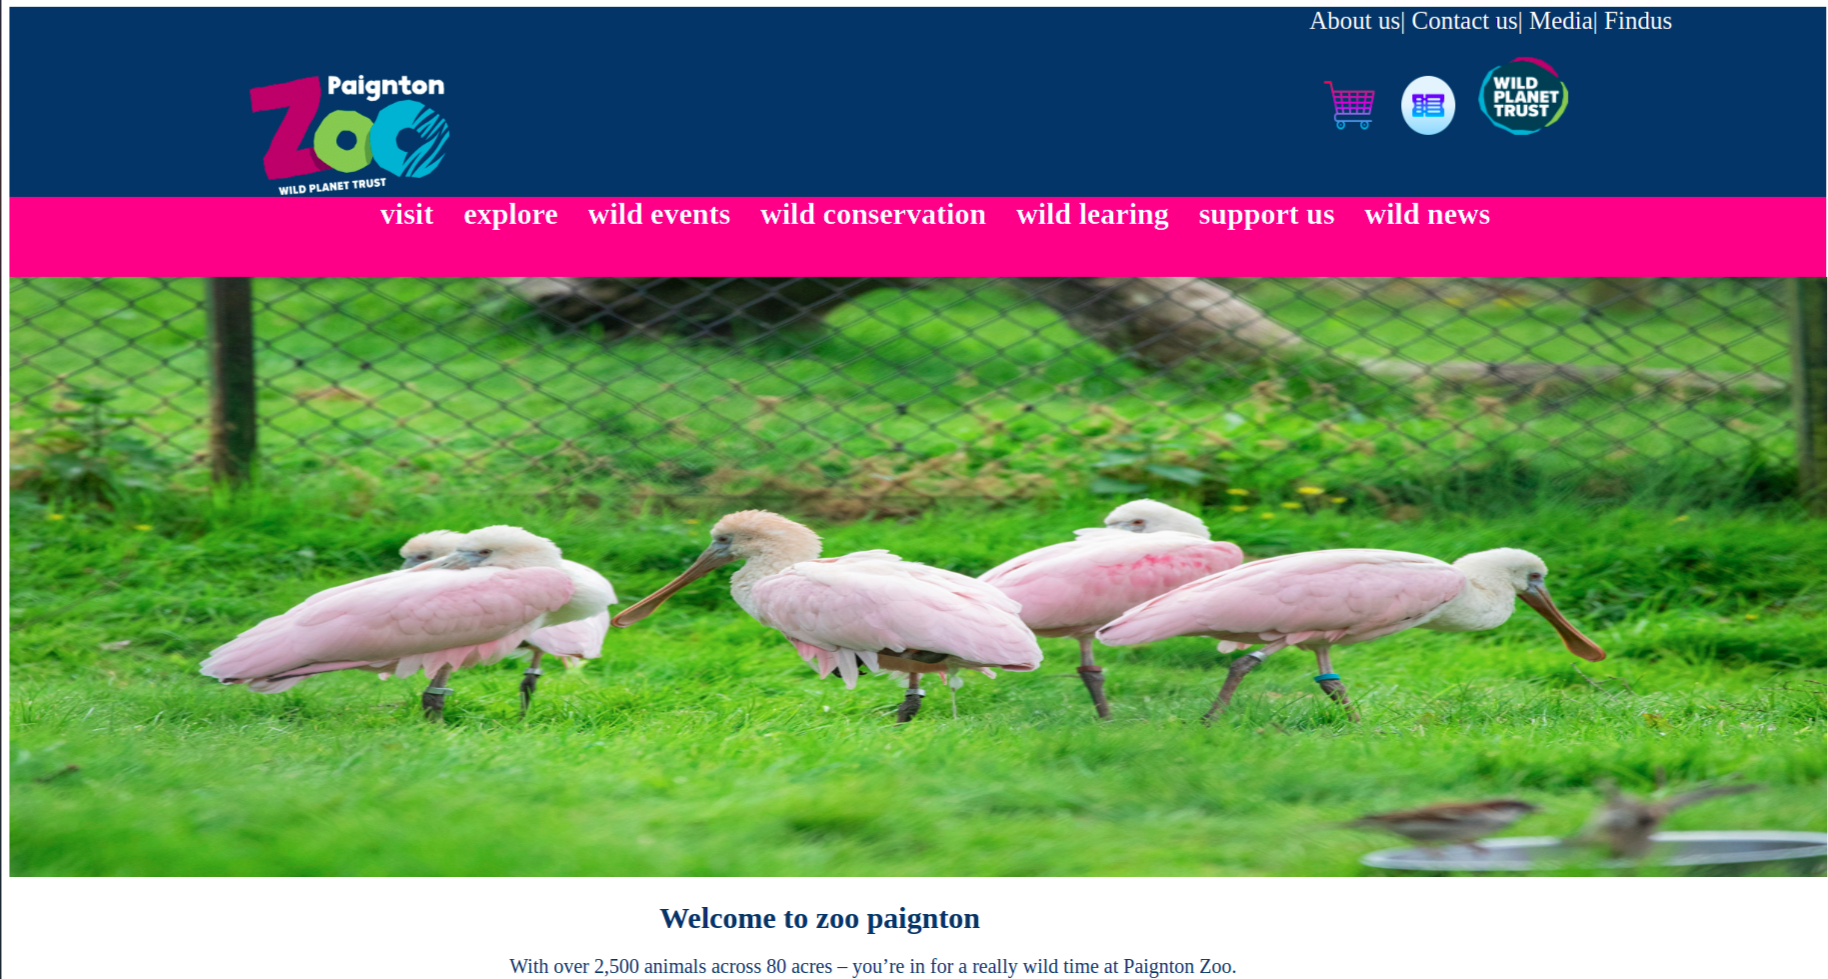 About us| Contact us| Media| Findus
Paignton
Zoo
WILD PLANET TRUST
WILD
PLANET
TRUST
visit explore wild events wild conservation wild learing support us wild news
Welcome to zoo paignton
With over 2,500 animals across 80 acres – you’re in for a really wild time at Paignton Zoo.